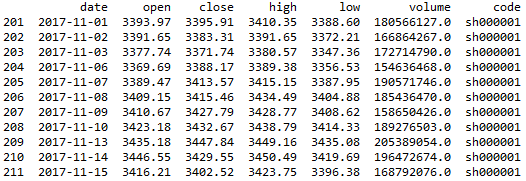 date open close high low volume code
201 2017-11-01 3393.97 3395.91 3410.35 3388.60 180566127.0 sh000001
202 2017-11-02 3391.65 3383.31 3391.65 3372.21 166864267.0 sh000001
203 2017-11-03 3377.74 3371.74 3380.57 3347.36 172714790.0 sh000001
204 2017-11-06 3369.69 3388.17 3389.38 3356.53 154636468.0 sh000001
205 2017-11-07 3389.47 3413.57 3415.15 3387.95 190571746.0 sh000001
206 2017-11-08 3409.15 3415.46 3434.49 3404.88 185436470.0 sh000001
207 2017-11-09 3410.67 3427.79 3428.77 3408.62 158650426.0 sh000001
208 2017-11-10 3423.18 3432.67 3438.79 3414.33 189276503.0 sh000001
209 2017-11-13 3435.18 3447.84 3449.16 3435.08 205389054.0 sh000001
210 2017-11-14 3446.55 3429.55 3450.49 3419.69 196472674.0 sh000001
211 2017-11-15 3416.21 3402.52 3423.75 3396.38 168792076.0 sh000001